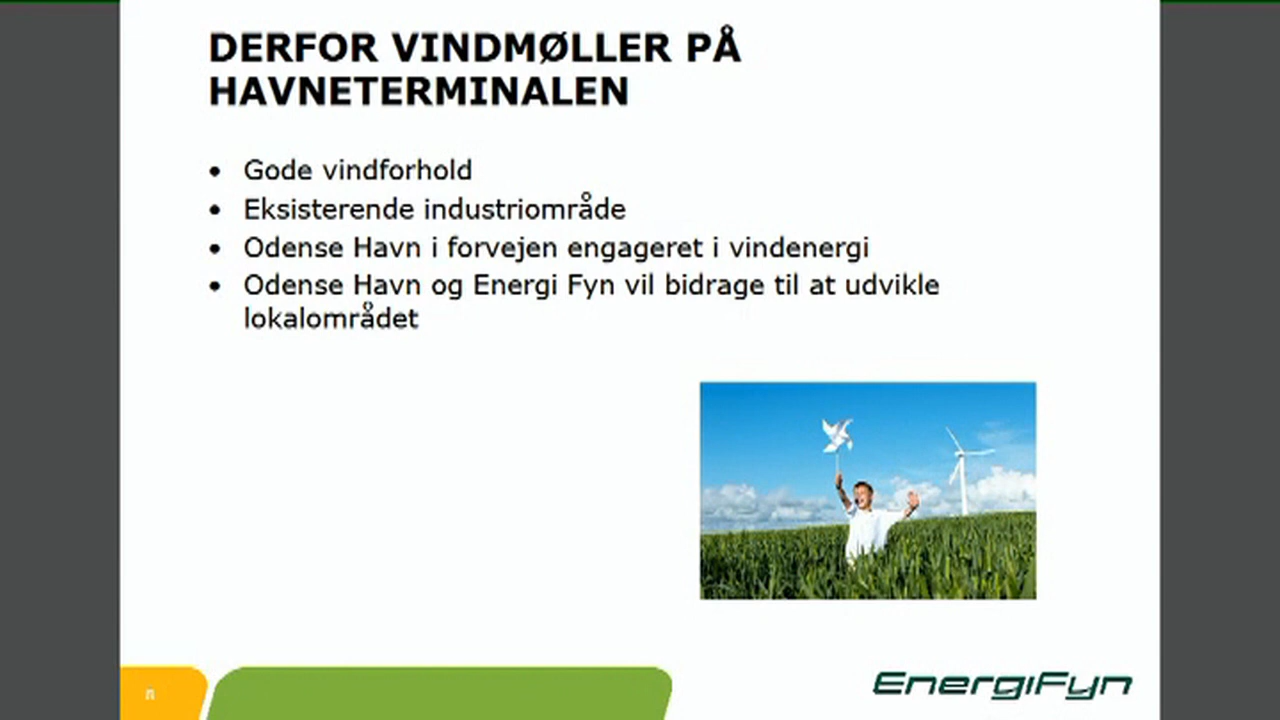 DERFOR VINDMØLLER PÅ
HAVNETERMINALEN
• Gode vindforhold
• Eksisterende industriområde
• Odense Havn i forvejen engageret i vindenergi
• Odense Havn og Energi Fyn vil bidrage til at udvikle
lokalområdet
EnergiFyn